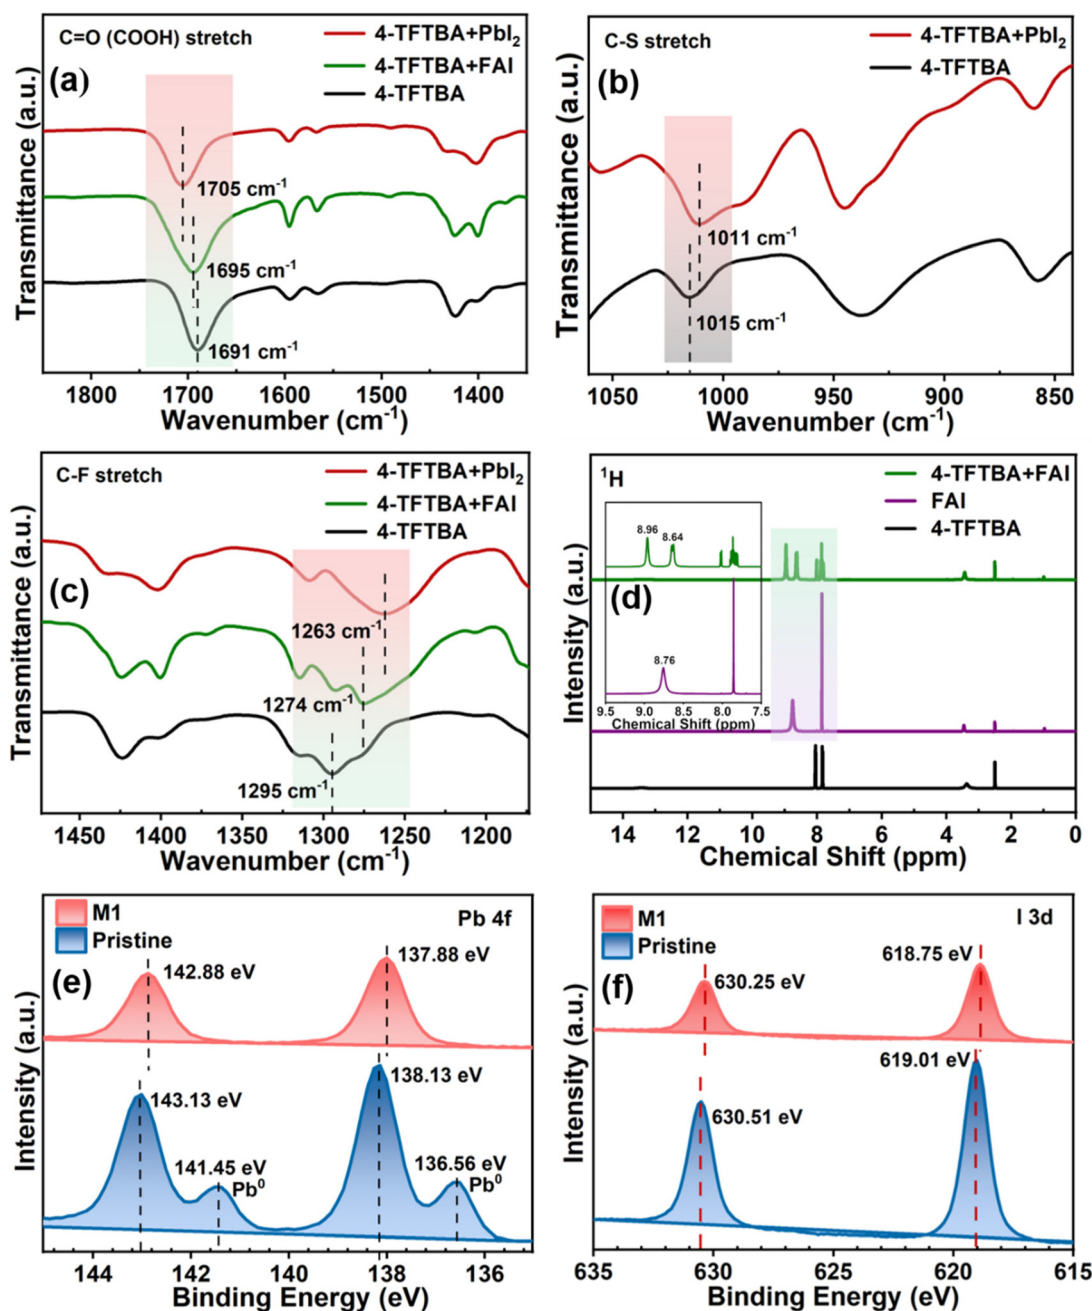 C=O (COOH) stretch
4-TFTBA+PbI₂
4-TFTBA+FAI
4-TFTBA
(a)
1705 cm⁻¹
1695 cm⁻¹
1691 cm⁻¹
Transmittance (a.u.)
1800 1700 1600 1500 1400
Wavenumber (cm⁻¹)
C-S stretch
4-TFTBA+PbI₂
4-TFTBA
(b)
1011 cm⁻¹
1015 cm⁻¹
Transmittance (a.u.)
1050 1000 950 900 850
Wavenumber (cm⁻¹)
C-F stretch
4-TFTBA+PbI₂
4-TFTBA+FAI
4-TFTBA
(c)
1263 cm⁻¹
1274 cm⁻¹
1295 cm⁻¹
Transmittance (a.u.)
1450 1400 1350 1300 1250 1200
Wavenumber (cm⁻¹)
¹H
4-TFTBA+FAI
FAI
4-TFTBA
8.96 8.64
(d)
8.76
9.5 9.0 8.5 8.0 7.5
Chemical Shift (ppm)
Intensity (a.u.)
14 12 10 8 6 4 2 0
Chemical Shift (ppm)
M1
Pristine
Pb 4f
(e)
142.88 eV
137.88 eV
143.13 eV
138.13 eV
141.45 eV
Pb⁰
136.56 eV
Pb⁰
Intensity (a.u.)
144 142 140 138 136
Binding Energy (eV)
M1
Pristine
I 3d
(f)
630.25 eV
618.75 eV
619.01 eV
630.51 eV
Intensity (a.u.)
635 630 625 620 615
Binding Energy (eV)